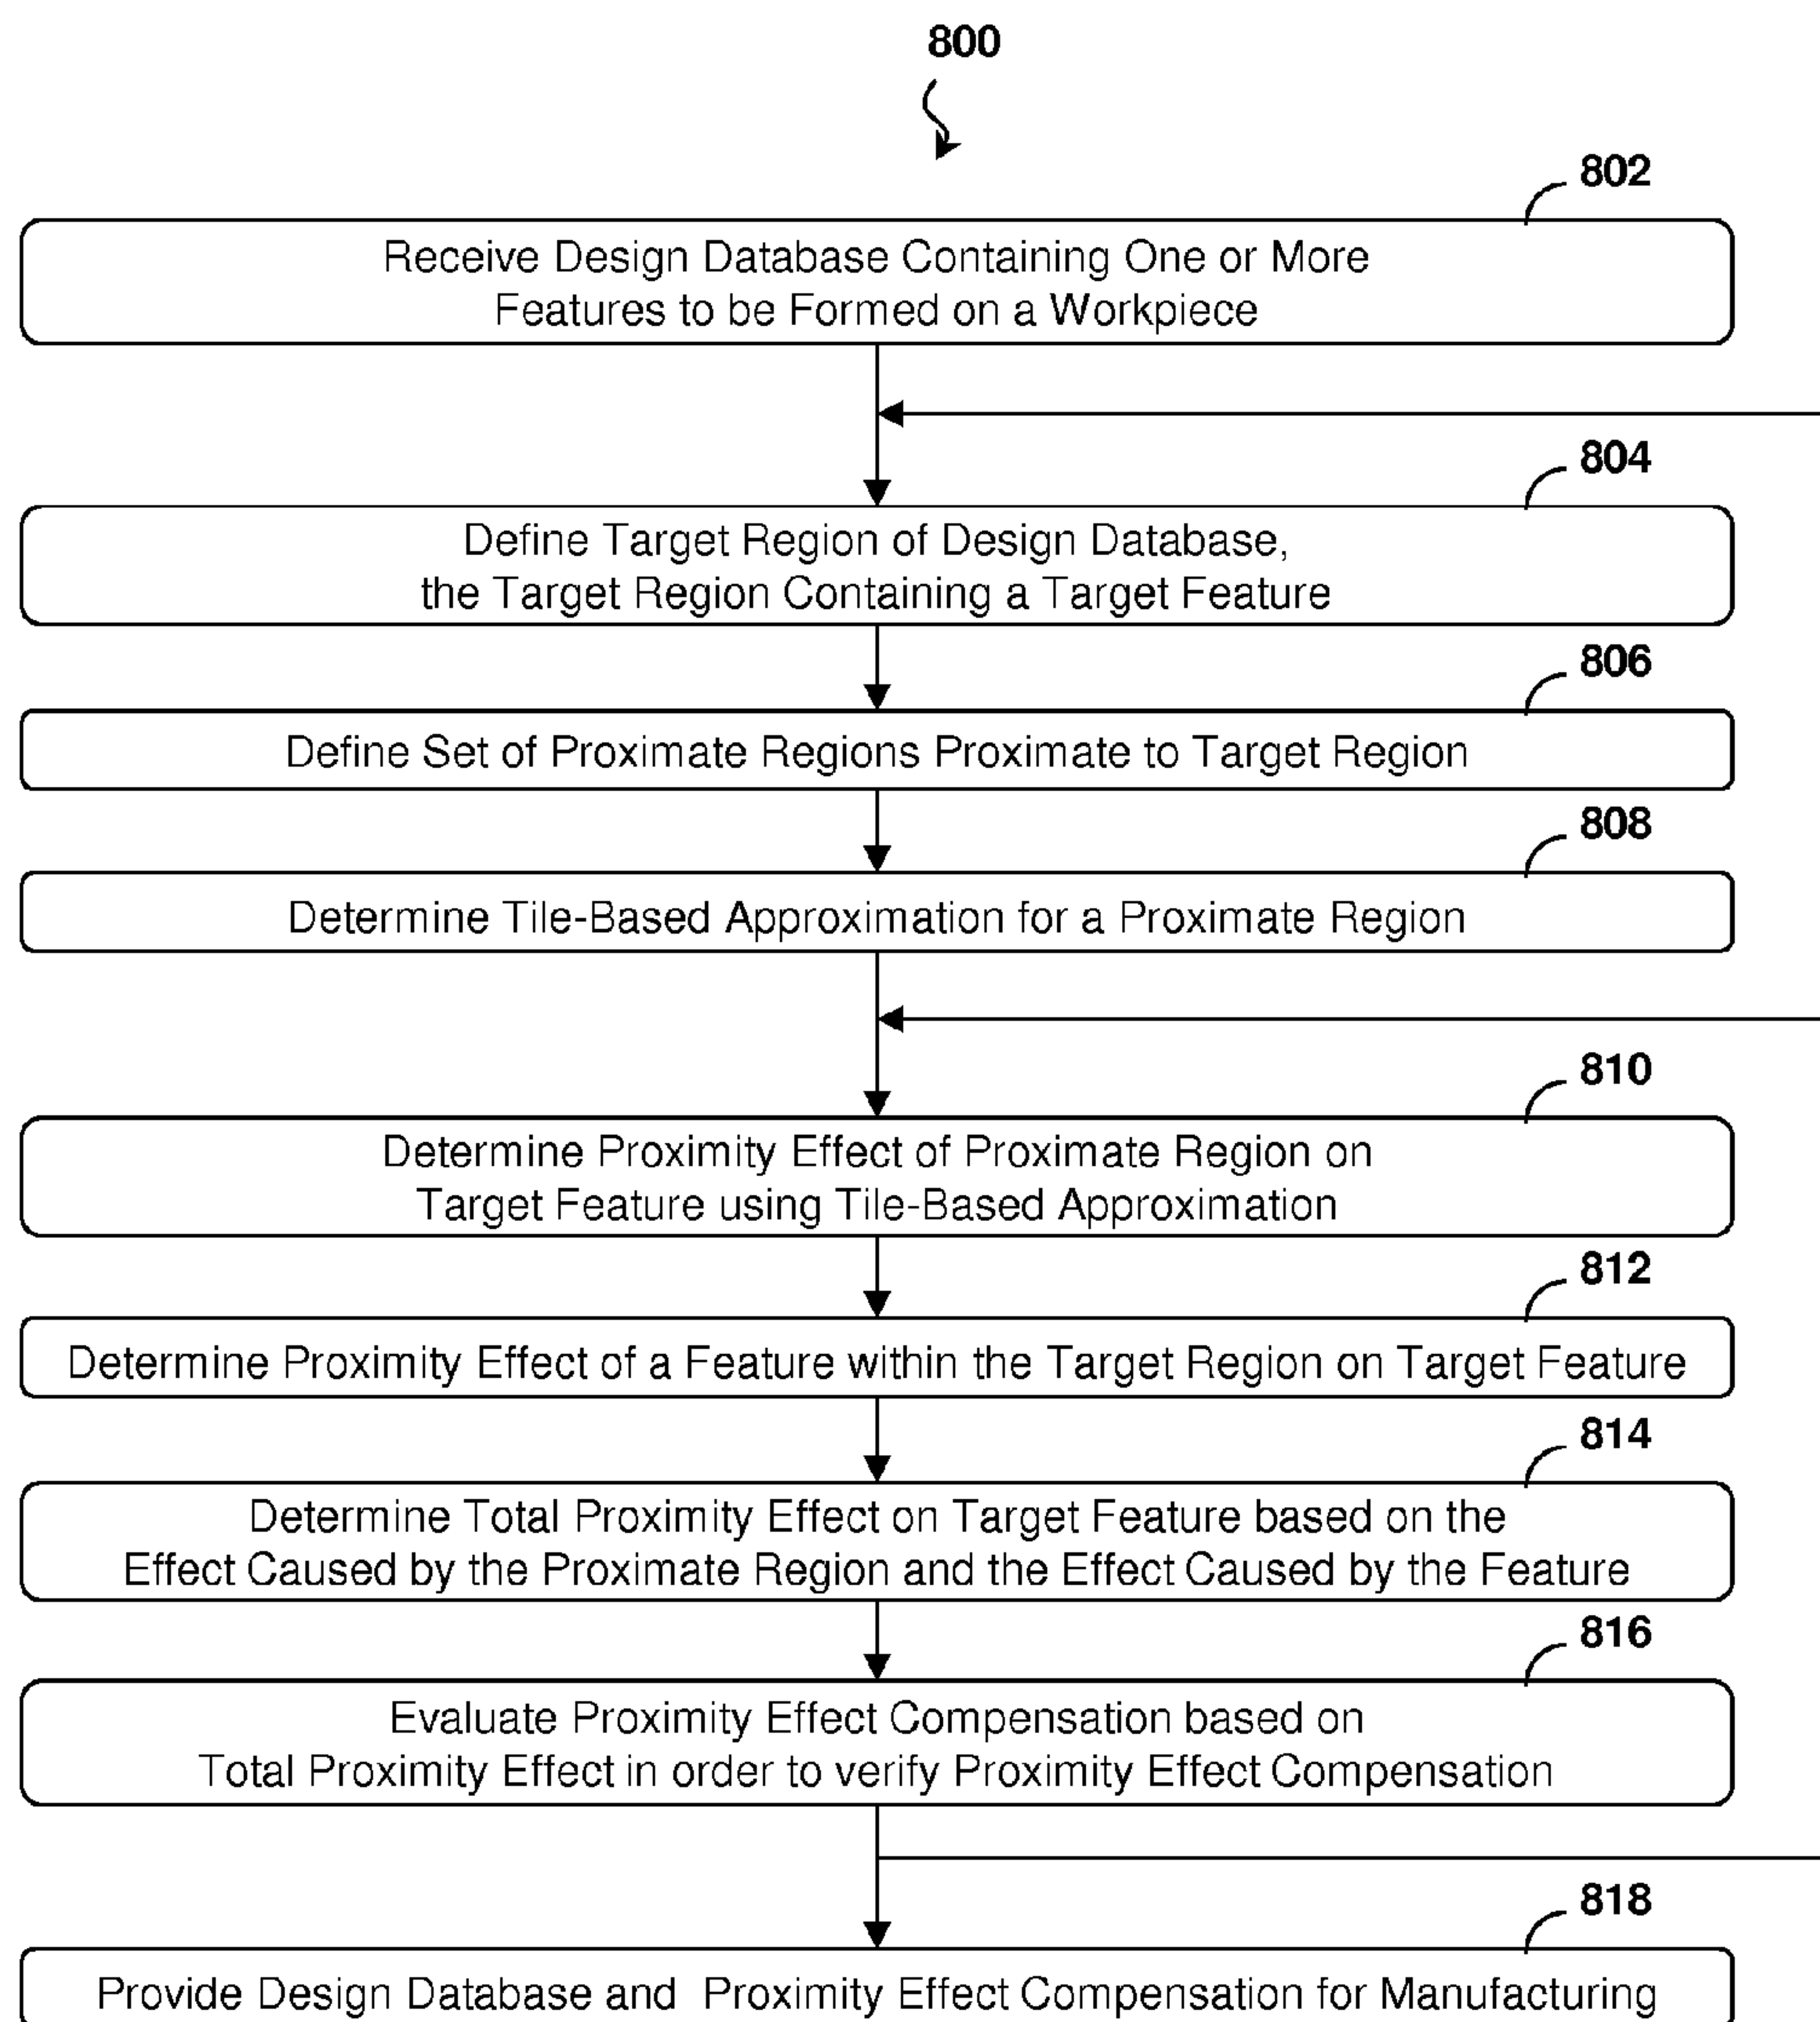 800
802
Receive Design Database Containing One or More
Features to be Formed on a Workpiece
804
Define Target Region of Design Database,
the Target Region Containing a Target Feature
806
Define Set of Proximate Regions Proximate to Target Region
808
Determine Tile-Based Approximation for a Proximate Region
810
Determine Proximity Effect of Proximate Region on
Target Feature using Tile-Based Approximation
812
Determine Proximity Effect of a Feature within the Target Region on Target Feature
814
Determine Total Proximity Effect on Target Feature based on the
Effect Caused by the Proximate Region and the Effect Caused by the Feature
816
Evaluate Proximity Effect Compensation based on
Total Proximity Effect in order to verify Proximity Effect Compensation
818
Provide Design Database and Proximity Effect Compensation for Manufacturing